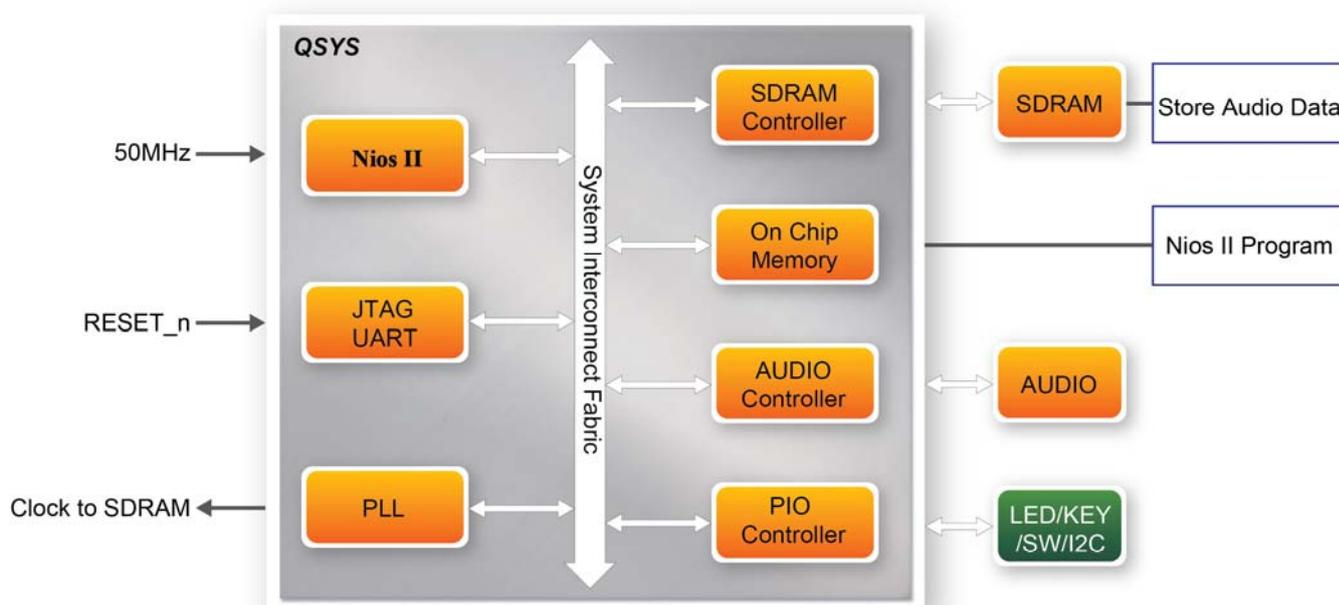 QSYS
50MHz
RESET_n
Clock to SDRAM
Nios II
JTAG
UART
PLL
System Interconnect Fabric
SDRAM
Controller
On Chip
Memory
AUDIO
Controller
PIO
Controller
SDRAM
Store Audio Data
Nios II Program
AUDIO
LED/KEY
/SW/I2C